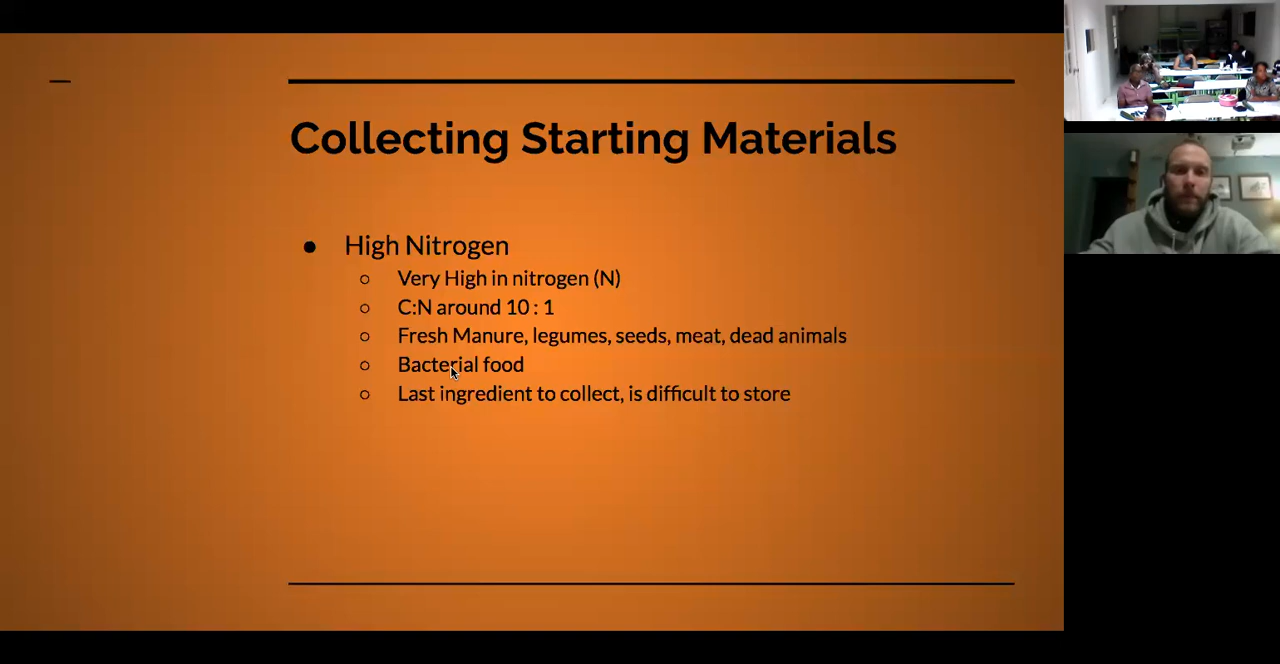 Collecting Starting Materials
● High Nitrogen
○ Very High in nitrogen (N)
○ C:N around 10 : 1
○ Fresh Manure, legumes, seeds, meat, dead animals
○ Bacterial food
○ Last ingredient to collect, is difficult to store